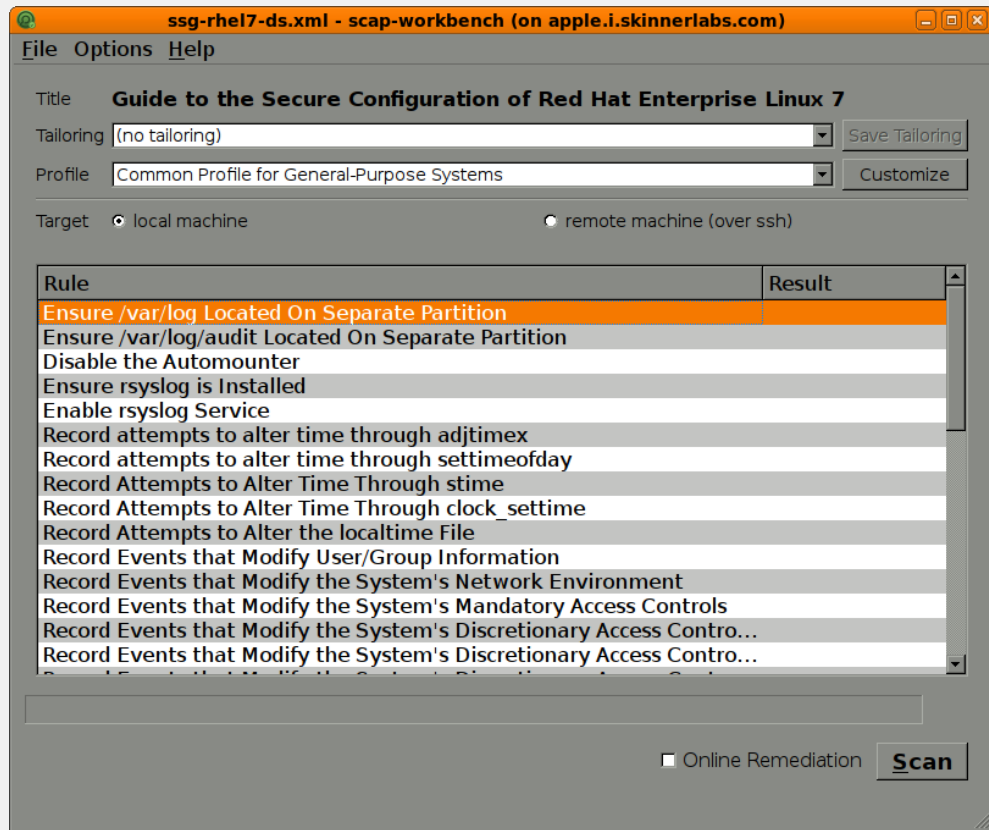 ssg-rhel7-ds.xml - scap-workbench (on apple.i.skinnerlabs.com)
File Options Help
Title Guide to the Secure Configuration of Red Hat Enterprise Linux 7
Tailoring (no tailoring) Save Tailoring
Profile Common Profile for General-Purpose Systems Customize
Target local machine remote machine (over ssh)
Rule Result
Ensure /var/log Located On Separate Partition
Ensure /var/log/audit Located On Separate Partition
Disable the Automounter
Ensure rsyslog is Installed
Enable rsyslog Service
Record attempts to alter time through adjtimex
Record attempts to alter time through settimeofday
Record Attempts to Alter Time Through stime
Record Attempts to Alter Time Through clock_settime
Record Attempts to Alter the localtime File
Record Events that Modify User/Group Information
Record Events that Modify the System's Network Environment
Record Events that Modify the System's Mandatory Access Controls
Record Events that Modify the System's Discretionary Access Contro...
Record Events that Modify the System's Discretionary Access Contro...
Online Remediation Scan